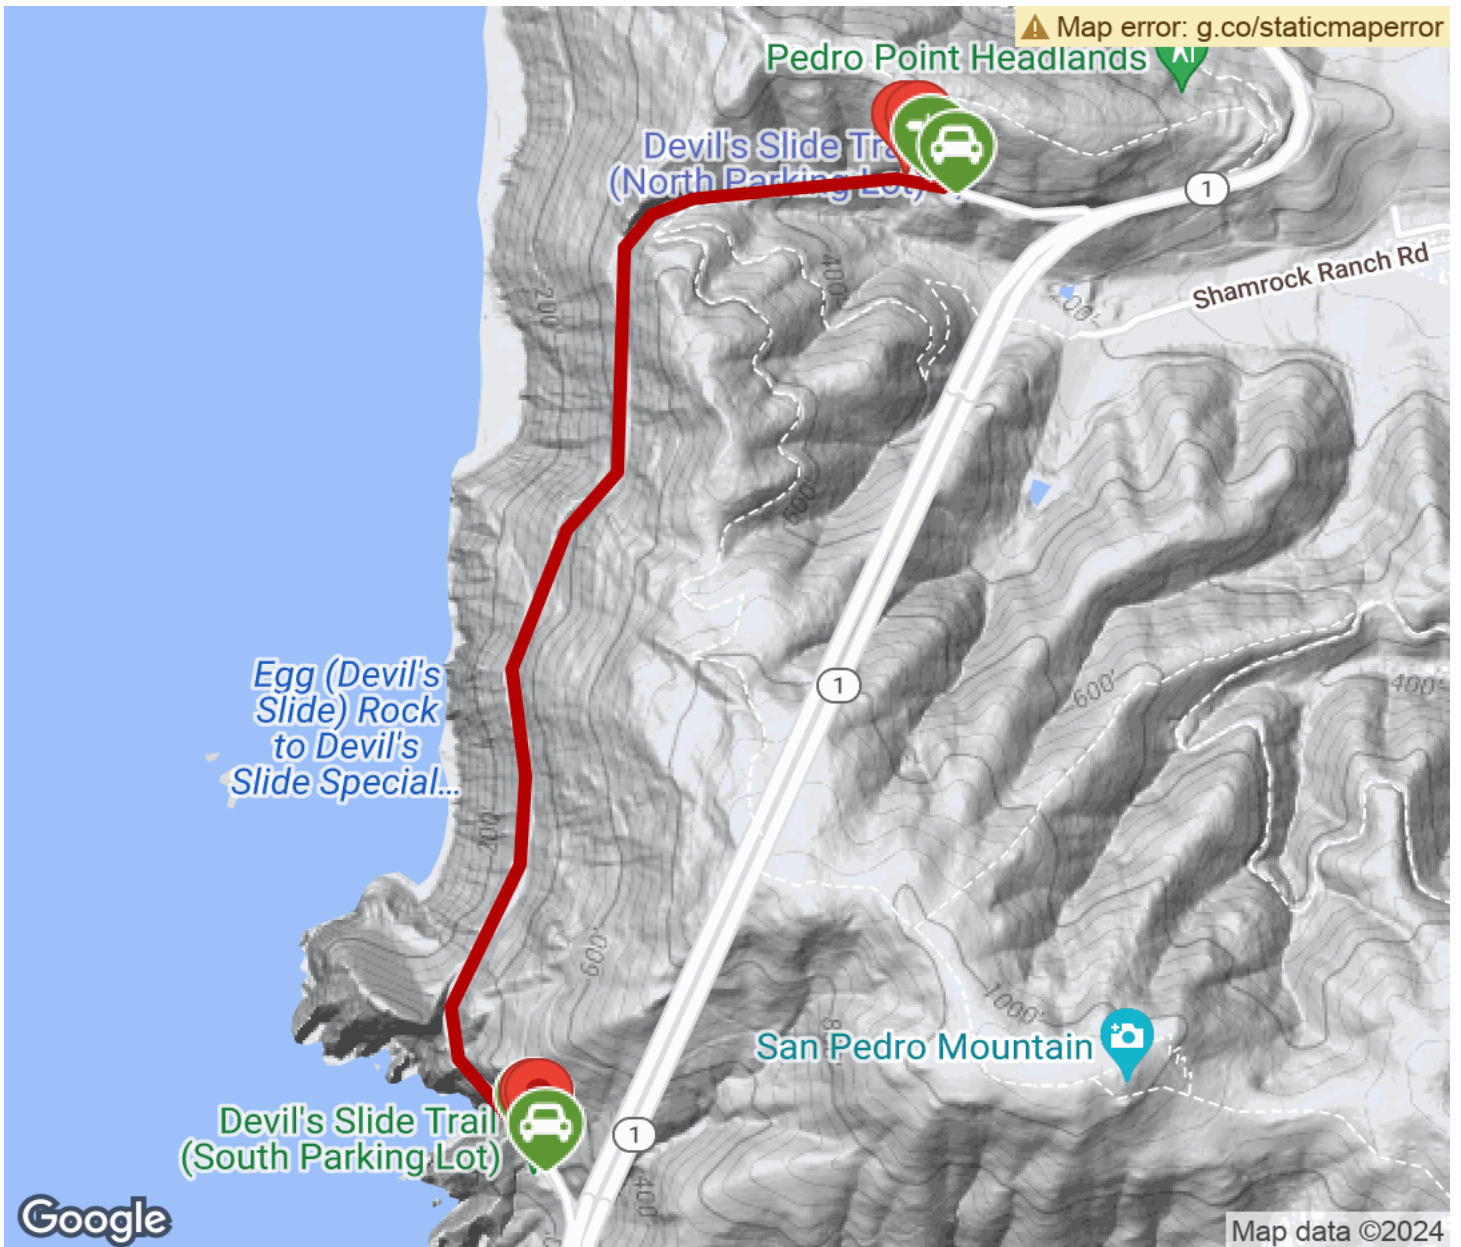 Map error: g.co/staticmaperror
Pedro Point Headlands
Devil's Slide Tra
(North Parking Lot)
1
Shamrock Ranch Rd
400'
200'
200'
600'
Egg (Devil's
Slide) Rock
to Devil's
Slide Special...
1
600'
400'
200'
600'
1000'
San Pedro Mountain
Devil's Slide Trail
(South Parking Lot)
1
400
Google
Map data ©2024